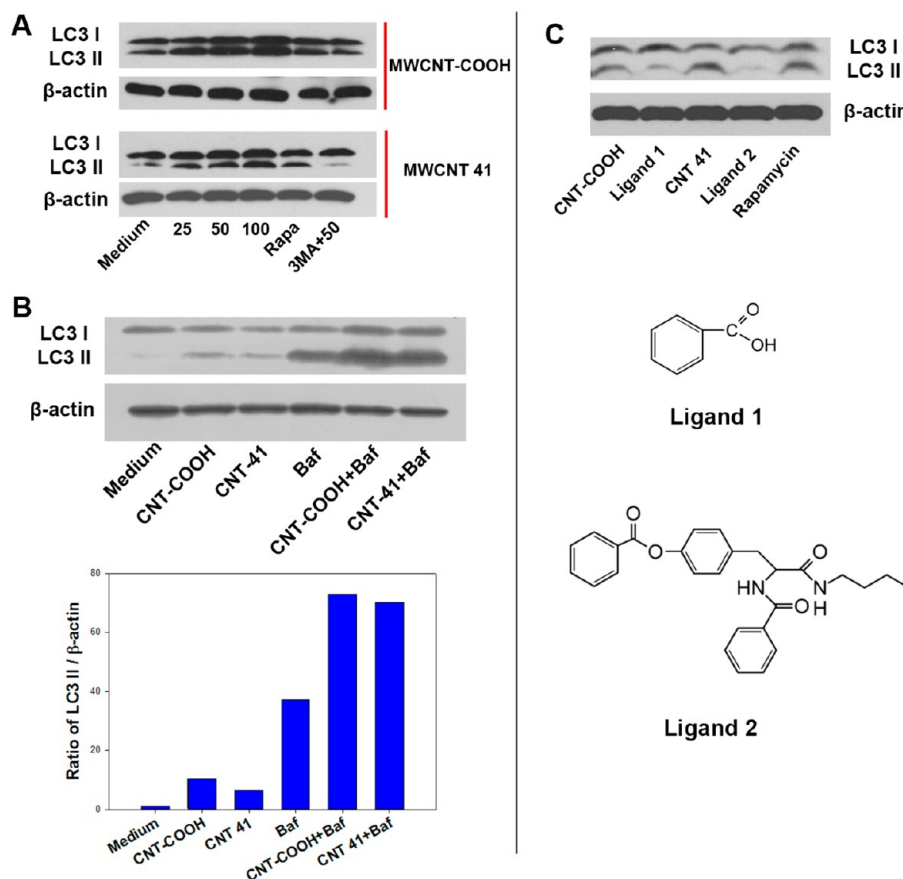 A
LC3 I
LC3 II
MWCNT-COOH
β-actin
LC3 I
LC3 II
MWCNT 41
β-actin
Medium
25
50
100
Rapa
3MA+50
B
LC3 I
LC3 II
β-actin
Medium
CNT-COOH
CNT-41
Baf
CNT-COOH+Baf
CNT-41+Baf
Ratio of LC3 II / β-actin
80
60
40
20
0
Medium
CNT-COOH
CNT 41
Baf
CNT-COOH+Baf
CNT 41+Baf
C
LC3 I
LC3 II
β-actin
CNT-COOH
Ligand 1
CNT 41
Ligand 2
Rapamycin
O
C
OH
Ligand 1
O
O
O
N
H
N
H
O
Ligand 2